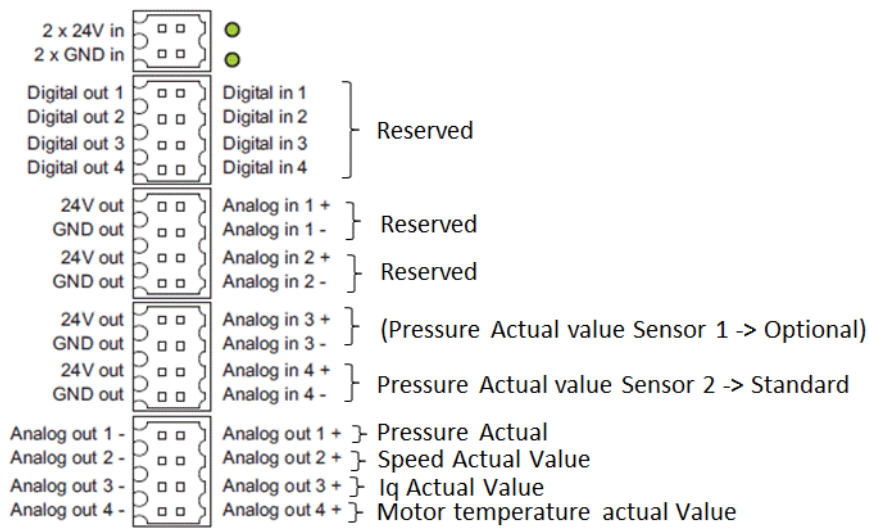 2 x 24V in
2 x GND in
Digital out 1 Digital in 1
Digital out 2 Digital in 2
Reserved
Digital out 3 Digital in 3
Digital out 4 Digital in 4
24V out Analog in 1 +
GND out Analog in 1 -
Reserved
24V out Analog in 2 +
GND out Analog in 2 -
Reserved
24V out Analog in 3 +
GND out Analog in 3 -
(Pressure Actual value Sensor 1 -> Optional)
24V out Analog in 4 +
GND out Analog in 4 -
Pressure Actual value Sensor 2 -> Standard
Analog out 1 - Analog out 1 + Pressure Actual
Analog out 2 - Analog out 2 + Speed Actual Value
Analog out 3 - Analog out 3 + Iq Actual Value
Analog out 4 - Analog out 4 + Motor temperature actual Value